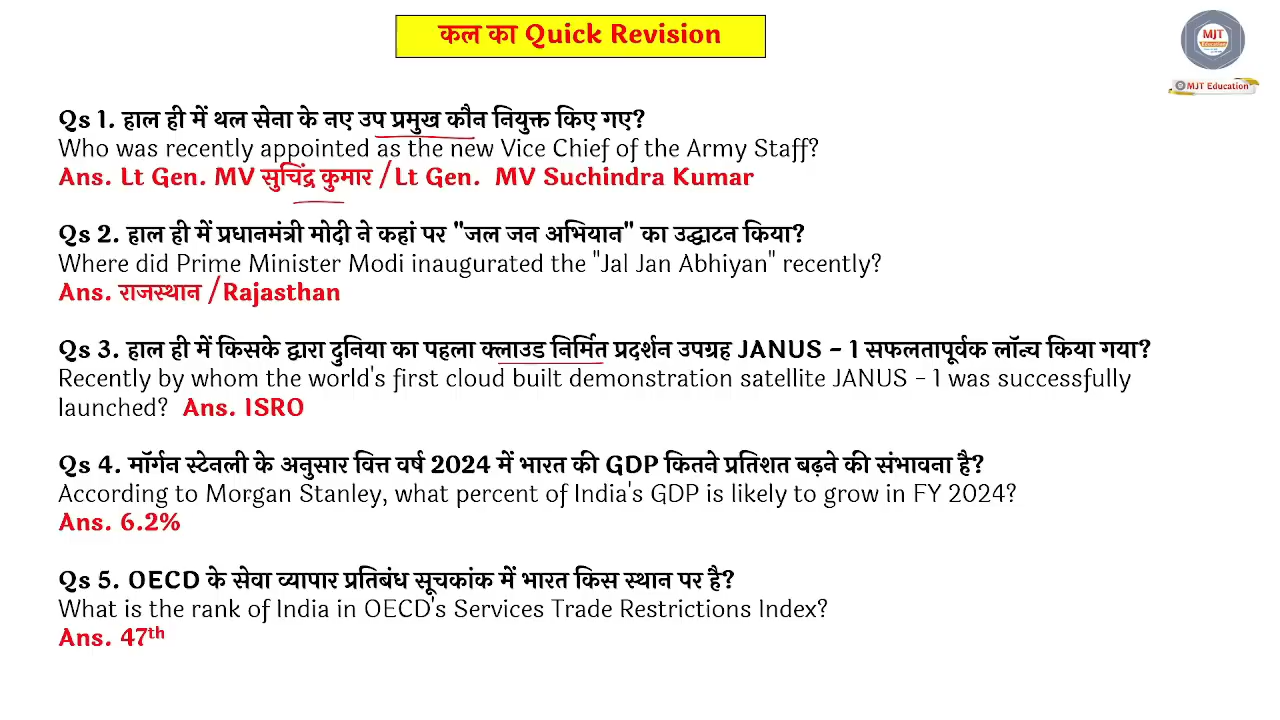 कल का Quick Revision
MJT
Education
MJT Education
Qs 1. हाल ही में थल सेना के नए उप प्रमुख कौन नियुक्त किए गए?
Who was recently appointed as the new Vice Chief of the Army Staff?
Ans. Lt Gen. MV सुचिंद्र कुमार / Lt Gen. MV Suchindra Kumar
Qs 2. हाल ही में प्रधानमंत्री मोदी ने कहां पर "जल जन अभियान" का उद्घाटन किया?
Where did Prime Minister Modi inaugurated the "Jal Jan Abhiyan" recently?
Ans. राजस्थान / Rajasthan
Qs 3. हाल ही में किसके द्वारा दुनिया का पहला क्लाउड निर्मित प्रदर्शन उपग्रह JANUS – 1 सफलतापूर्वक लॉन्च किया गया?
Recently by whom the world's first cloud built demonstration satellite JANUS – 1 was successfully
launched? Ans. ISRO
Qs 4. मॉर्गन स्टेनली के अनुसार वित्त वर्ष 2024 में भारत की GDP कितने प्रतिशत बढ़ने की संभावना है?
According to Morgan Stanley, what percent of India's GDP is likely to grow in FY 2024?
Ans. 6.2%
Qs 5. OECD के सेवा व्यापार प्रतिबंध सूचकांक में भारत किस स्थान पर है?
What is the rank of India in OECD's Services Trade Restrictions Index?
Ans. 47th